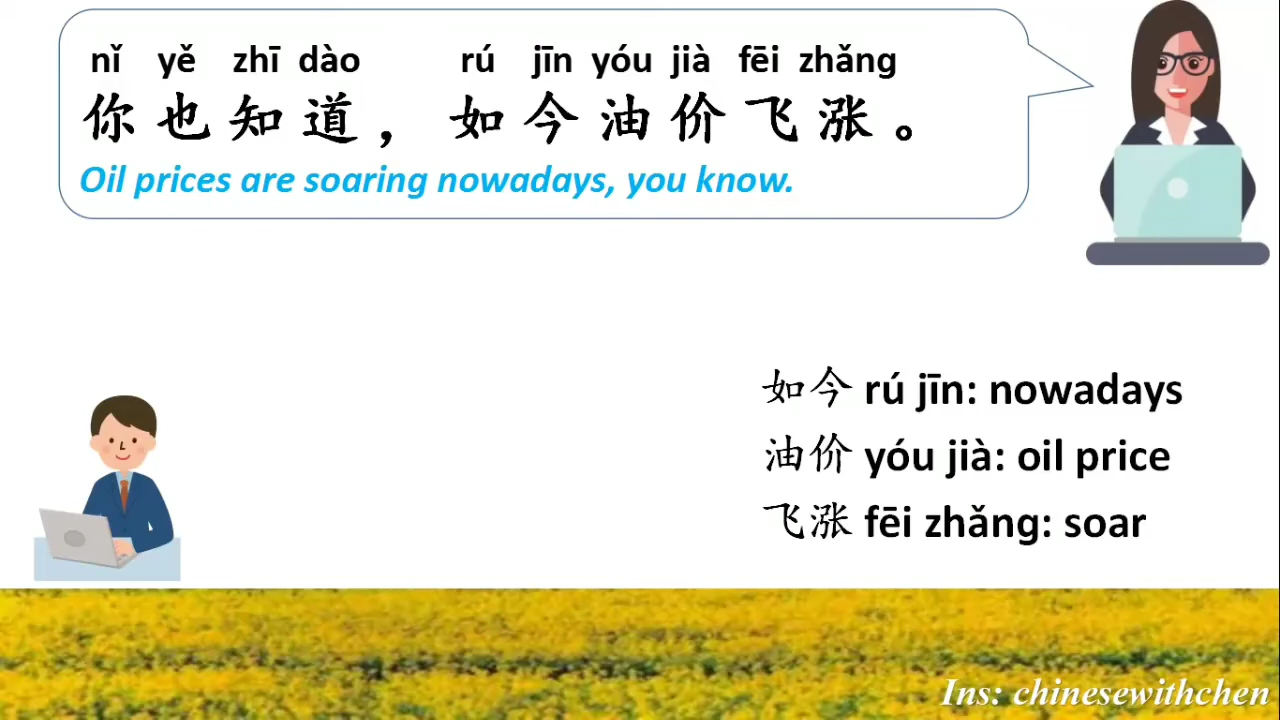 nǐ yě zhī dào rú jīn yóu jià fēi zhǎng
你也知道，如今油价飞涨。
Oil prices are soaring nowadays, you know.
如今 rú jīn: nowadays
油价 yóu jià: oil price
飞涨 fēi zhǎng: soar
Ins: chinesewithchen